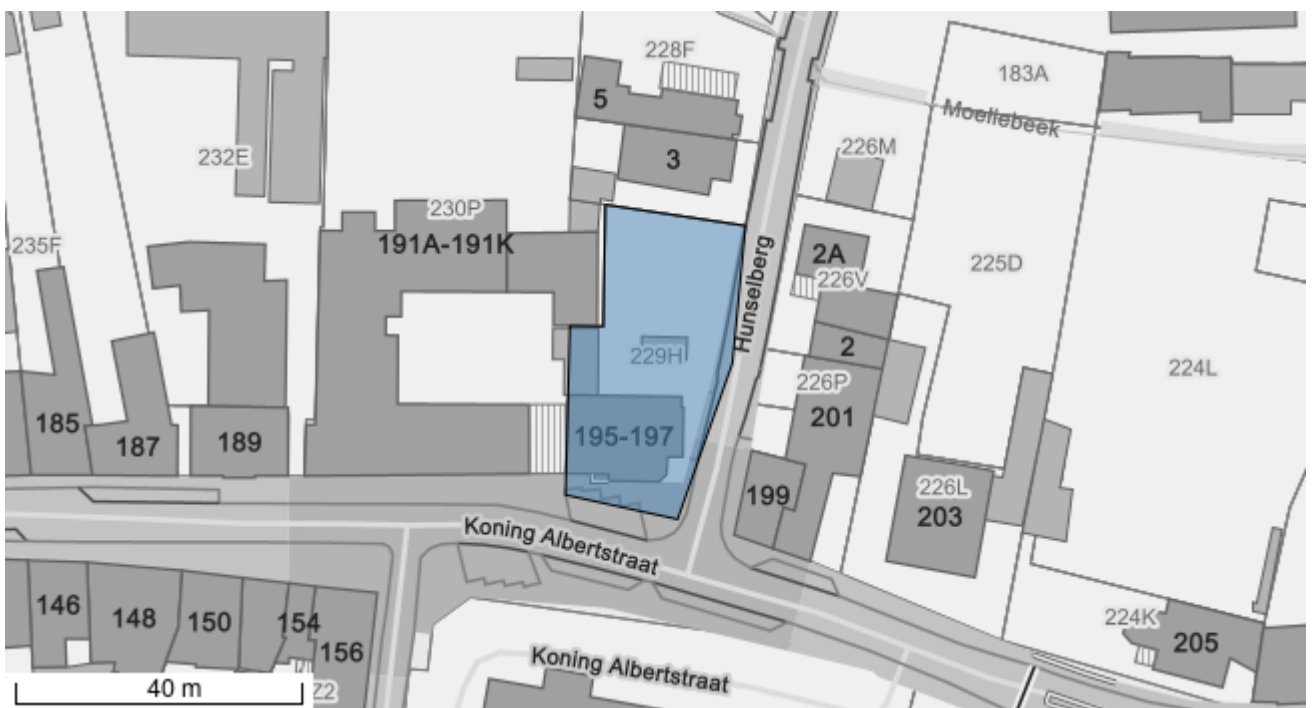 228F
183A
5
Moellebeek
3
226M
232E
230P
191A-191K
235F
2A
225D
226V
Hunselberg
229H
2
226P
224L
185
187
189
195-197
201
199
226L
203
Koning Albertstraat
146
148
150
154
156
224K
205
Koning Albertstraat
40 m
Z2